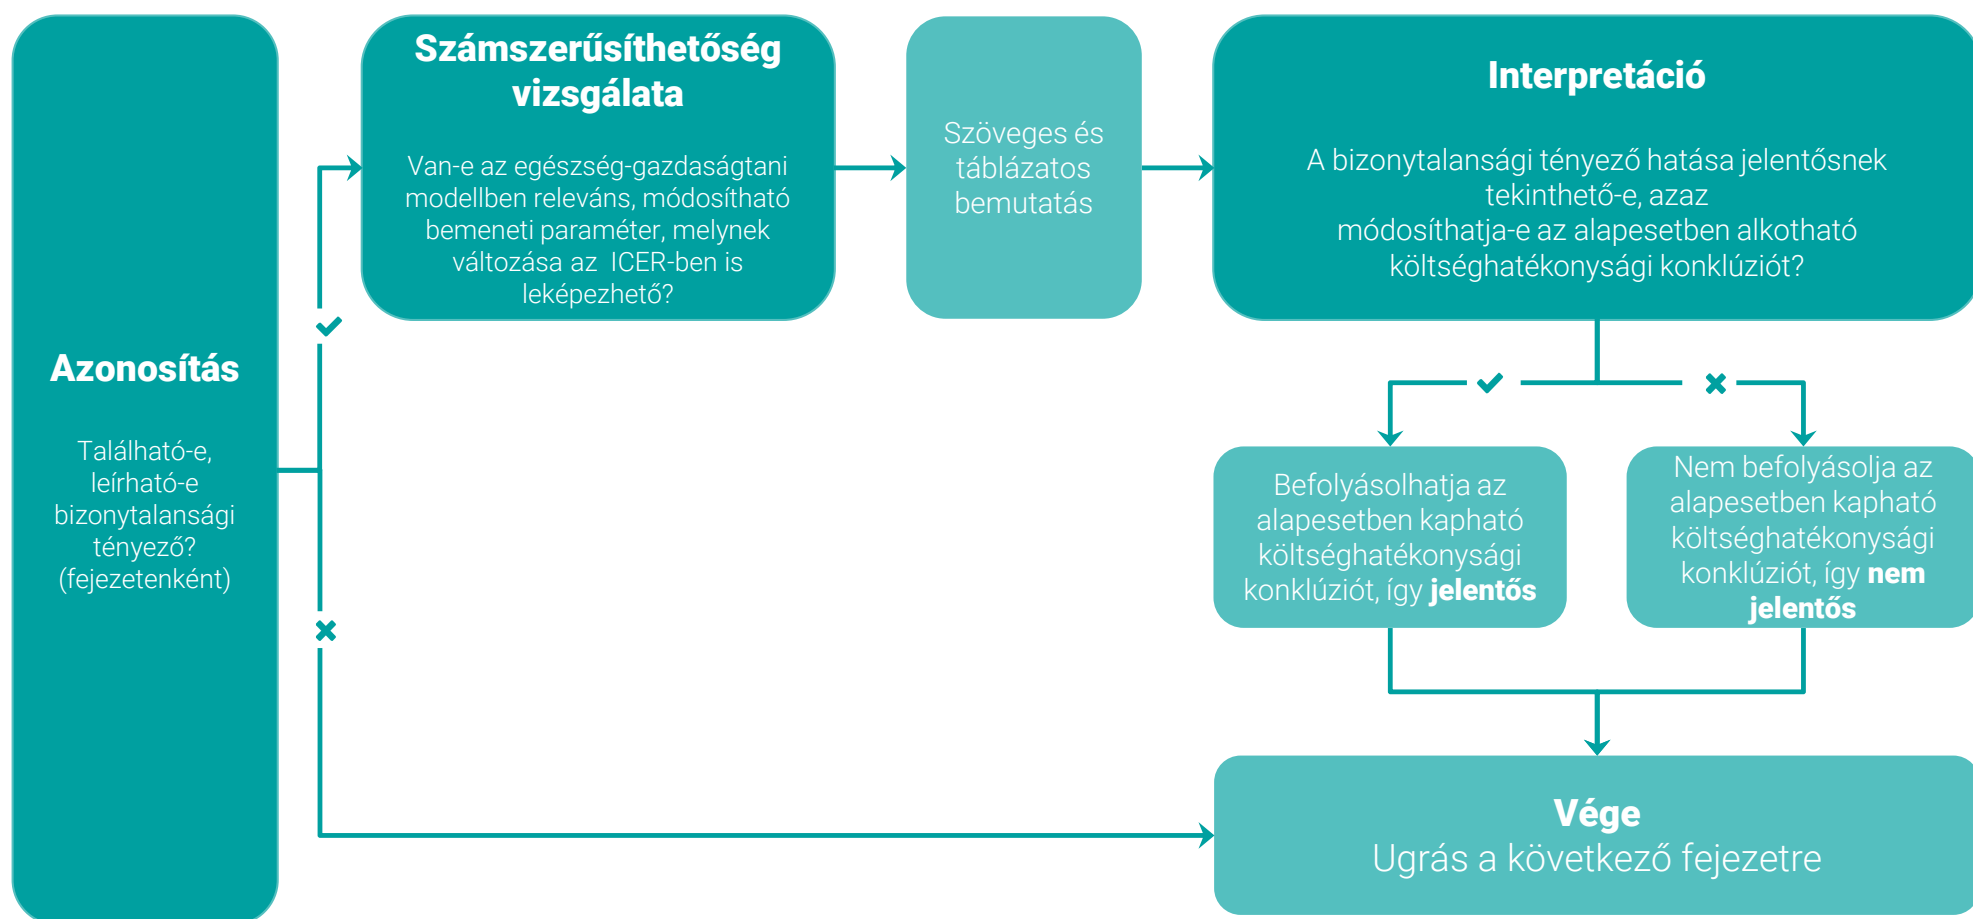 Azonosítás
Található-e,
leírható-e
bizonytalansági
tényező?
(fejezetenként)
Számszerűsíthetőség
vizsgálata
Van-e az egészség-gazdaságtani
modellben releváns, módosítható
bemeneti paraméter, melynek
változása az ICER-ben is
leképezhető?
Szöveges és
táblázatos
bemutatás
Interpretáció
A bizonytalansági tényező hatása jelentősnek
tekinthető-e, azaz
módosíthatja-e az alapesetben alkotható
költséghatékonysági konklúziót?
Befolyásolhatja az
alapesetben kapható
költséghatékonysági
konklúziót, így jelentős
Nem befolyásolja az
alapesetben kapható
költséghatékonysági
konklúziót, így nem
jelentős
Vége
Ugrás a következő fejezetre